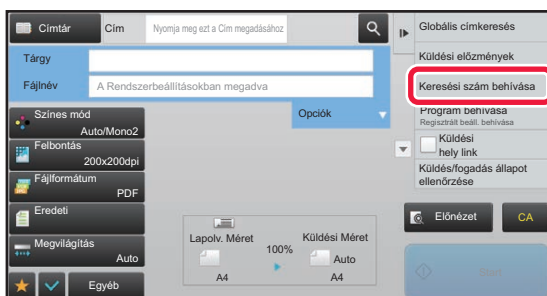 Címtár
Cím
Nyomja meg ezt a Cím megadásához
Tárgy
Fájlnév
A Rendszerbeállításokban megadva
Opciók
Színes mód
Auto/Mono2
Felbontás
200x200dpi
Fájlformátum
PDF
Eredeti
Megvilágítás
Auto
Egyéb
Lapolv. Méret
A4
100%
Küldési Méret
Auto
A4
Globális címkeresés
Küldési előzmények
Keresési szám behívása
Program behívása
Regisztrált beáll. behívása
Küldési
hely link
Küldés/fogadás állapot
ellenőrzése
Előnézet
CA
Start